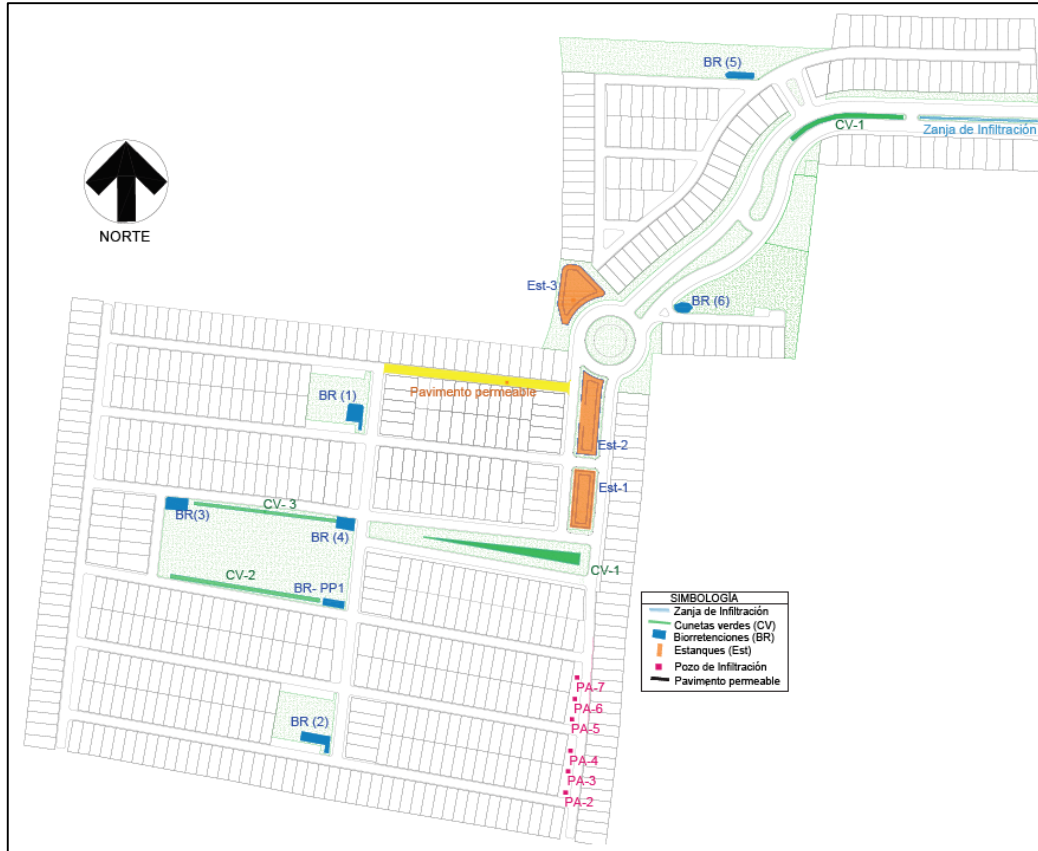 BR (5)
CV-1
Zanja de Infiltración
NORTE
Est-3
BR (6)
Pavimento permeable
BR (1)
Est-2
Est-1
CV- 3
BR(3)
BR (4)
CV-1
CV-2
BR- PP1
SIMBOLOGÍA
Zanja de Infiltración
Cunetas verdes (CV)
Biorretenciones (BR)
Estanques (Est)
Pozo de Infiltración
Pavimento permeable
PA-7
PA-6
PA-5
BR (2)
PA-4
PA-3
PA-2